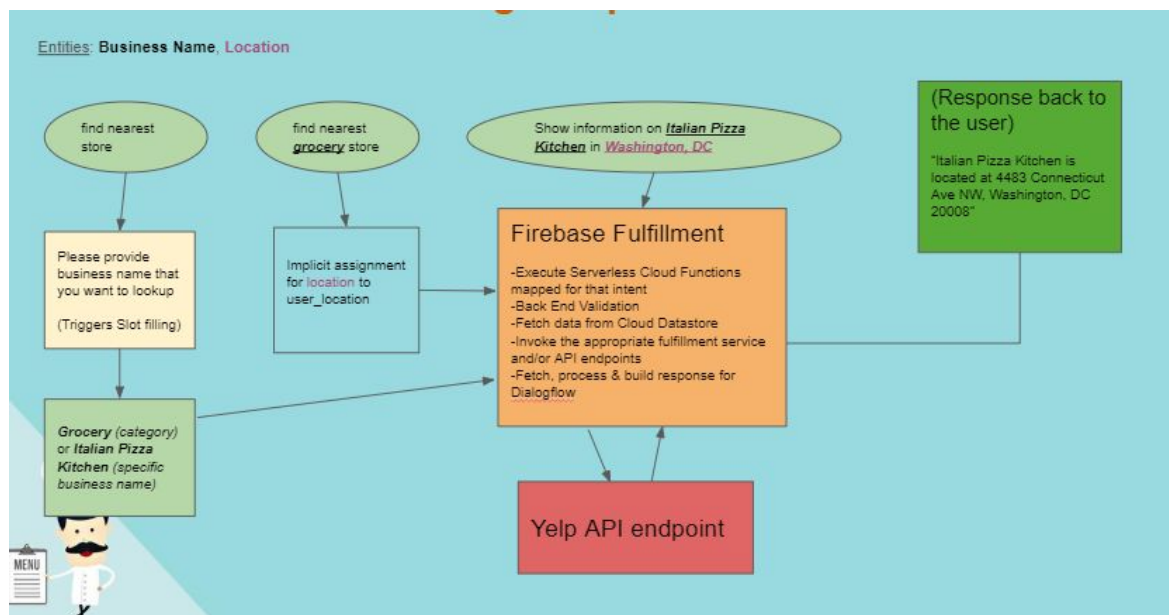 Entities: Business Name, Location
find nearest
store
find nearest
grocery store
Show information on Italian Pizza
Kitchen in Washington, DC
(Response back to
the user)
"Italian Pizza Kitchen is
located at 4483 Connecticut
Ave NW, Washington, DC
20008"
Please provide
business name that
you want to lookup
(Triggers Slot filling)
Implicit assignment
for location to
user_location
Firebase Fulfillment
-Execute Serverless Cloud Functions
mapped for that intent
-Back End Validation
-Fetch data from Cloud Datastore
-Invoke the appropriate fulfillment service
and/or API endpoints
-Fetch, process & build response for
Dialogflow
Grocery (category)
or Italian Pizza
Kitchen (specific
business name)
Yelp API endpoint
MENU